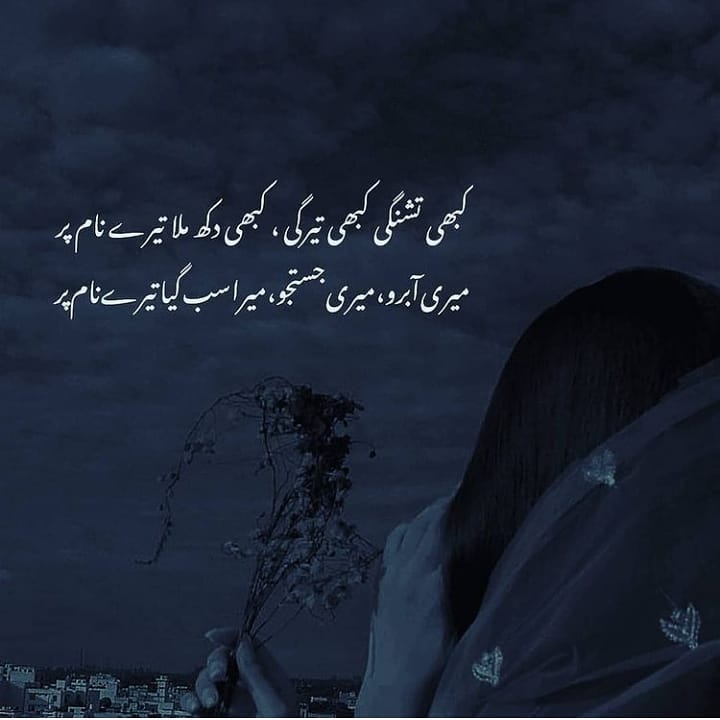 کبھی تشنگی کبھی تیرگی ، کبھی دکھ ملا تیرے نام پر
میری آبرو، میری جستجو، میرا سب گیا تیرے نام پر